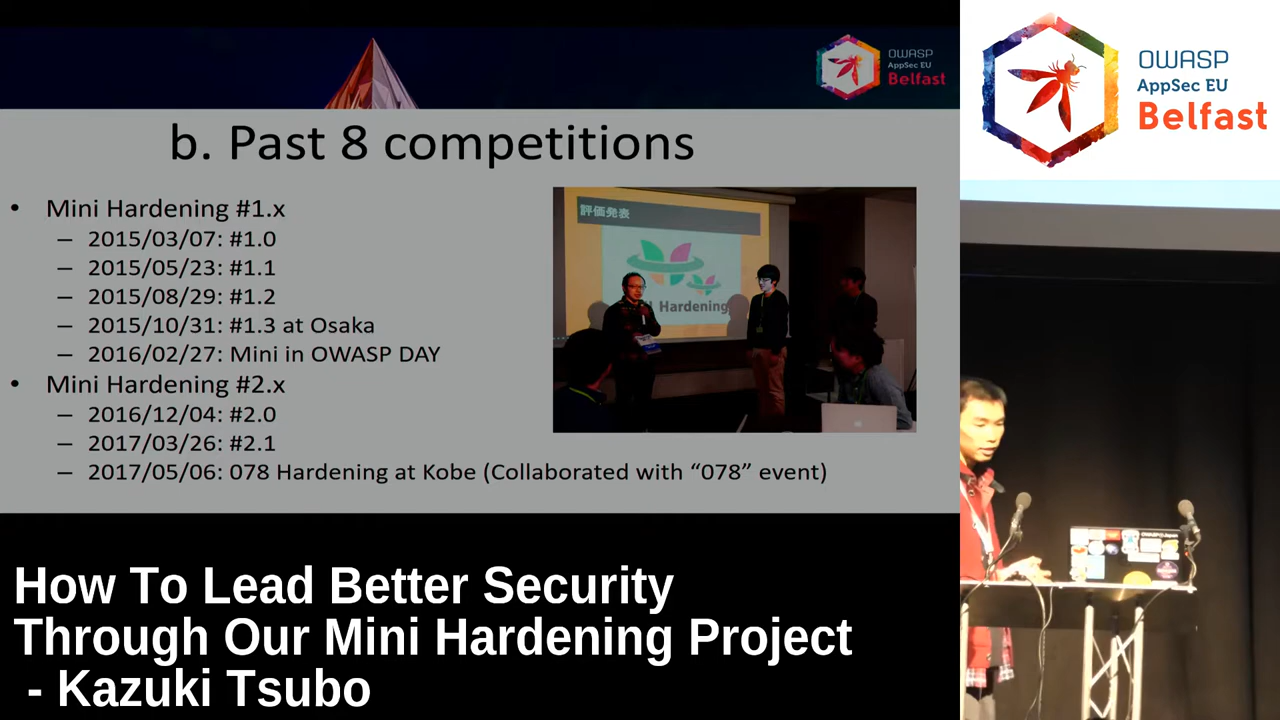 OWASP
AppSec EU
Belfast
b. Past 8 competitions
• Mini Hardening #1.x
– 2015/03/07: #1.0
– 2015/05/23: #1.1
– 2015/08/29: #1.2
– 2015/10/31: #1.3 at Osaka
– 2016/02/27: Mini in OWASP DAY
• Mini Hardening #2.x
– 2016/12/04: #2.0
– 2017/03/26: #2.1
– 2017/05/06: 078 Hardening at Kobe (Collaborated with “078” event)
評価発表
Hardening
OWASP
AppSec EU
Belfast
How To Lead Better Security
Through Our Mini Hardening Project
- Kazuki Tsubo